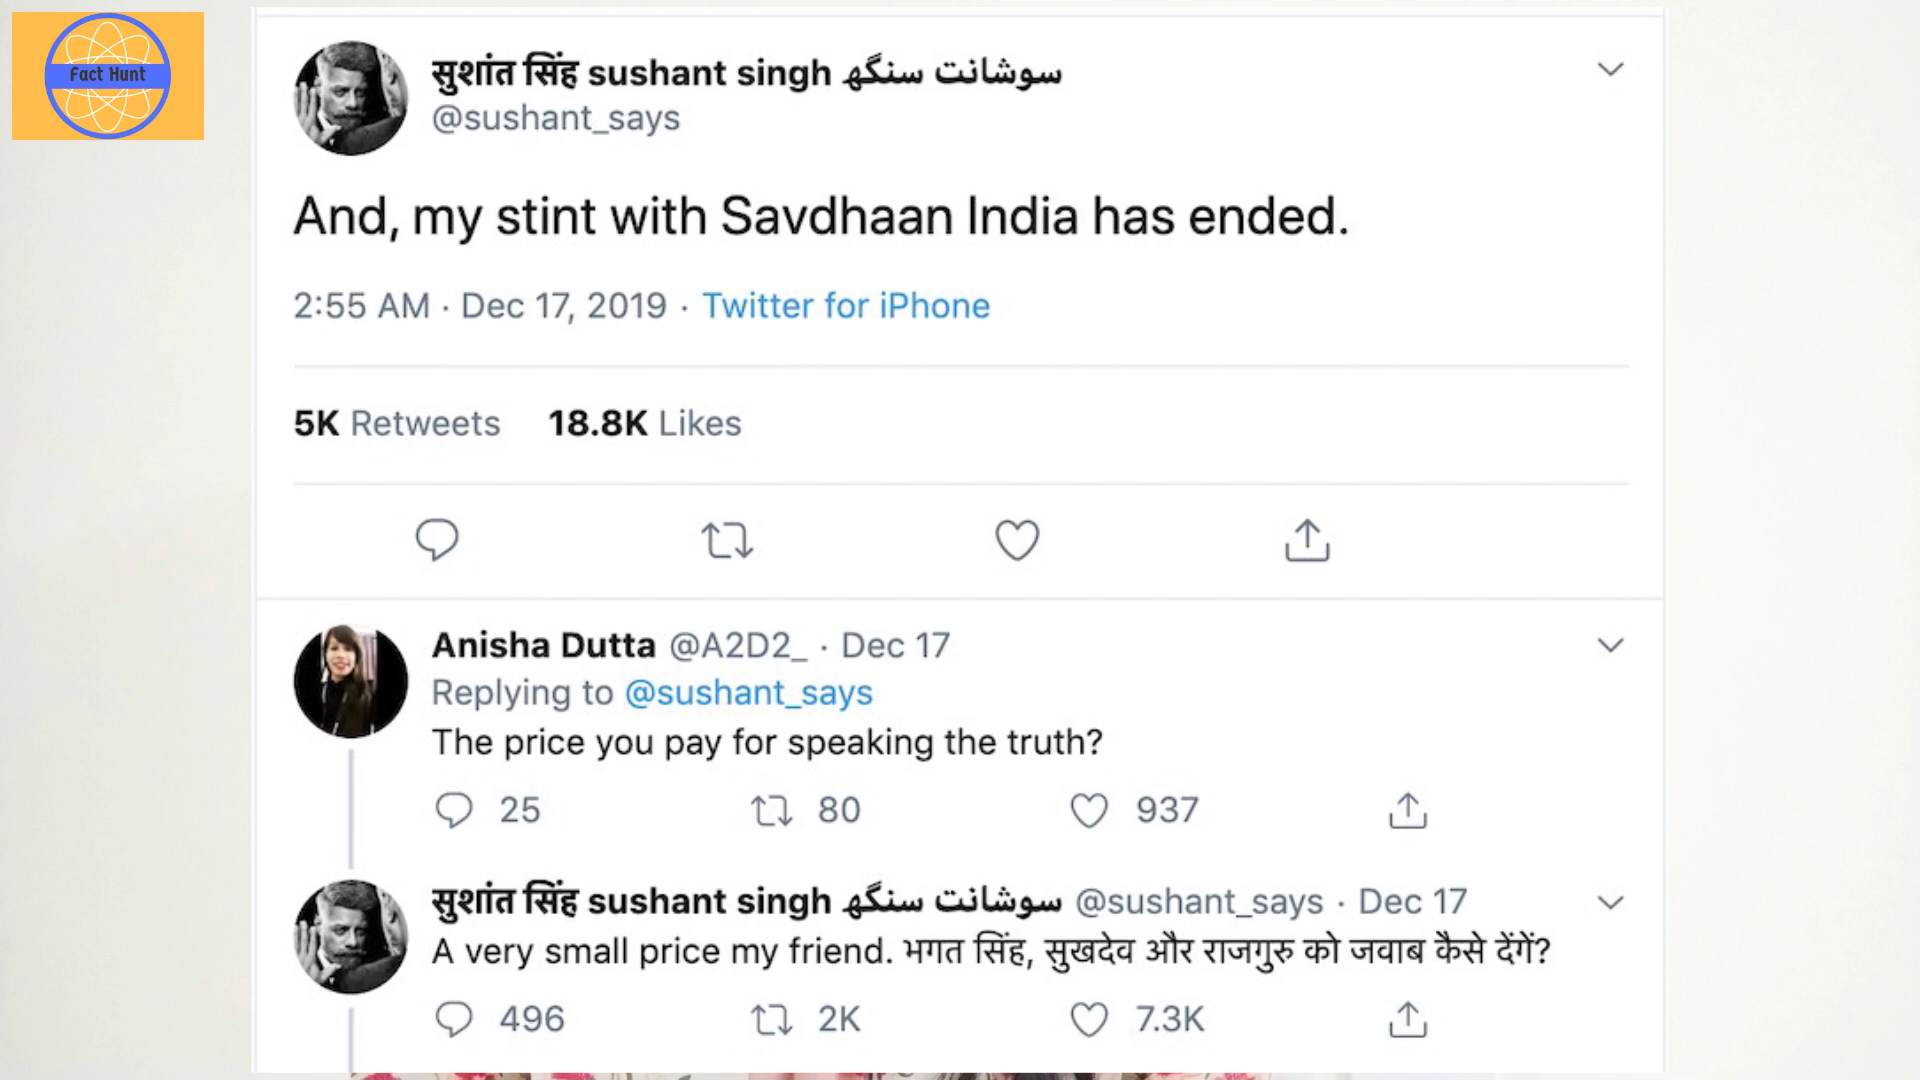 Fact Hunt
सुशांत सिंह sushant singh سوشانت سنگھ
@sushant_says
And, my stint with Savdhaan India has ended.
2:55 AM · Dec 17, 2019 · Twitter for iPhone
5K Retweets 18.8K Likes
Anisha Dutta @A2D2_ · Dec 17
Replying to @sushant_says
The price you pay for speaking the truth?
25 80 937
सुशांत सिंह sushant singh سوشانت سنگھ @sushant_says · Dec 17
A very small price my friend. भगत सिंह, सुखदेव और राजगुरु को जवाब कैसे देंगें?
496 2K 7.3K